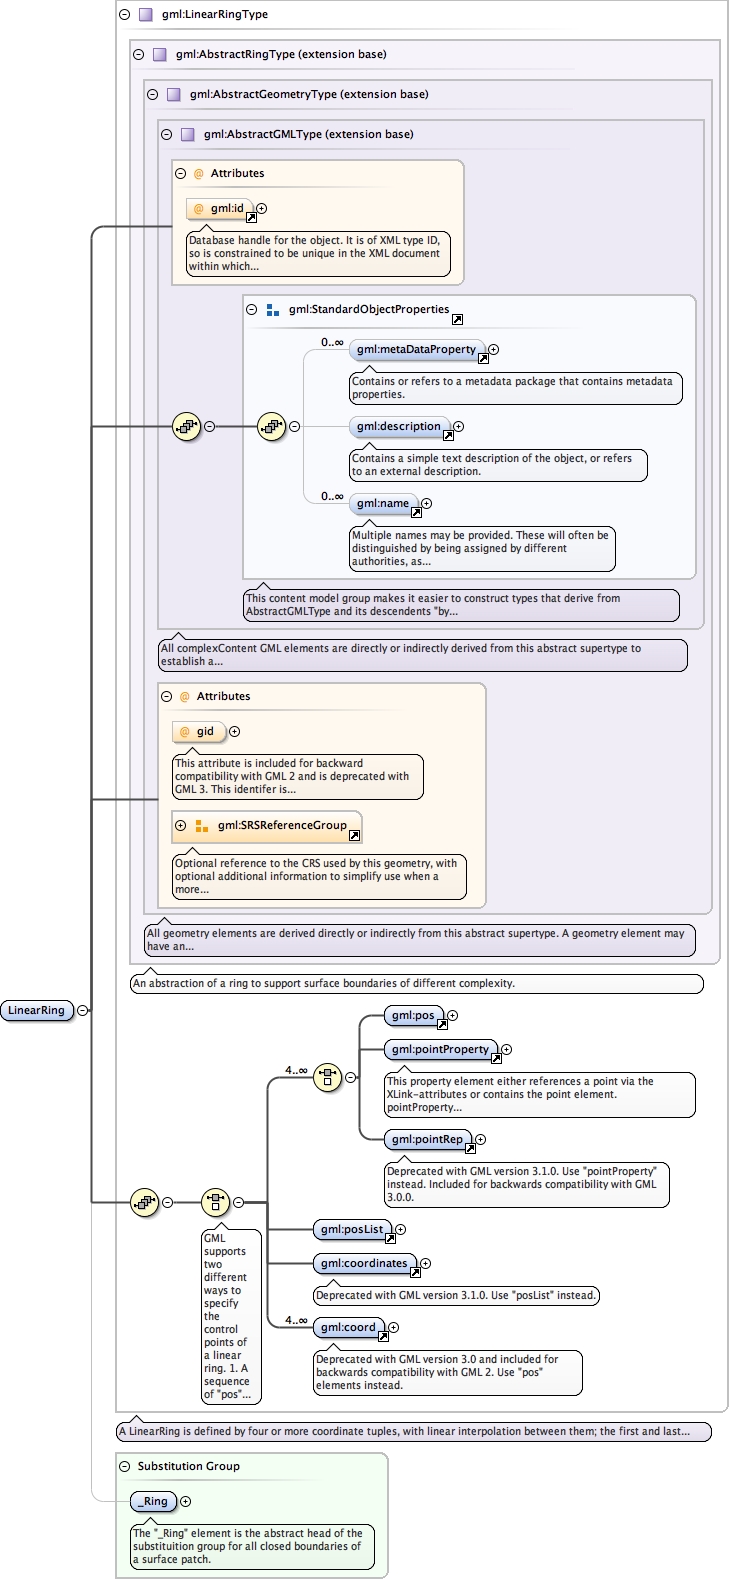 gml:LinearRingType
gml:AbstractRingType (extension base)
gml:AbstractGeometryType (extension base)
gml:AbstractGMLType (extension base)
@ Attributes
@ gml:id
Database handle for the object. It is of XML type ID,
so is constrained to be unique in the XML document
within which...
gml:StandardObjectProperties
0..∞
gml:metaDataProperty
Contains or refers to a metadata package that contains metadata
properties.
gml:description
Contains a simple text description of the object, or refers
to an external description.
0..∞
gml:name
Multiple names may be provided. These will often be
distinguished by being assigned by different
authorities, as...
This content model group makes it easier to construct types that derive from
AbstractGMLType and its descendents "by...
All complexContent GML elements are directly or indirectly derived from this abstract supertype to
establish a...
@ Attributes
@ gid
This attribute is included for backward
compatibility with GML 2 and is deprecated with
GML 3. This identifer is...
gml:SRSReferenceGroup
Optional reference to the CRS used by this geometry, with
optional additional information to simplify use when a
more...
All geometry elements are derived directly or indirectly from this abstract supertype. A geometry element may
have an...
An abstraction of a ring to support surface boundaries of different complexity.
LinearRing
gml:pos
gml:pointProperty
4..∞
This property element either references a point via the
XLink-attributes or contains the point element.
pointProperty...
gml:pointRep
Deprecated with GML version 3.1.0. Use "pointProperty"
instead. Included for backwards compatibility with GML
3.0.0.
GML
supports
two
different
ways to
specify
the
control
points of
a linear
ring. 1. A
sequence
of "pos"...
gml:posList
gml:coordinates
Deprecated with GML version 3.1.0. Use "posList" instead.
4..∞
gml:coord
Deprecated with GML version 3.0 and included for
backwards compatibility with GML 2. Use "pos"
elements instead.
A LinearRing is defined by four or more coordinate tuples, with linear interpolation between them; the first and last...
Substitution Group
_Ring
The "_Ring" element is the abstract head of the
substituition group for all closed boundaries of
a surface patch.